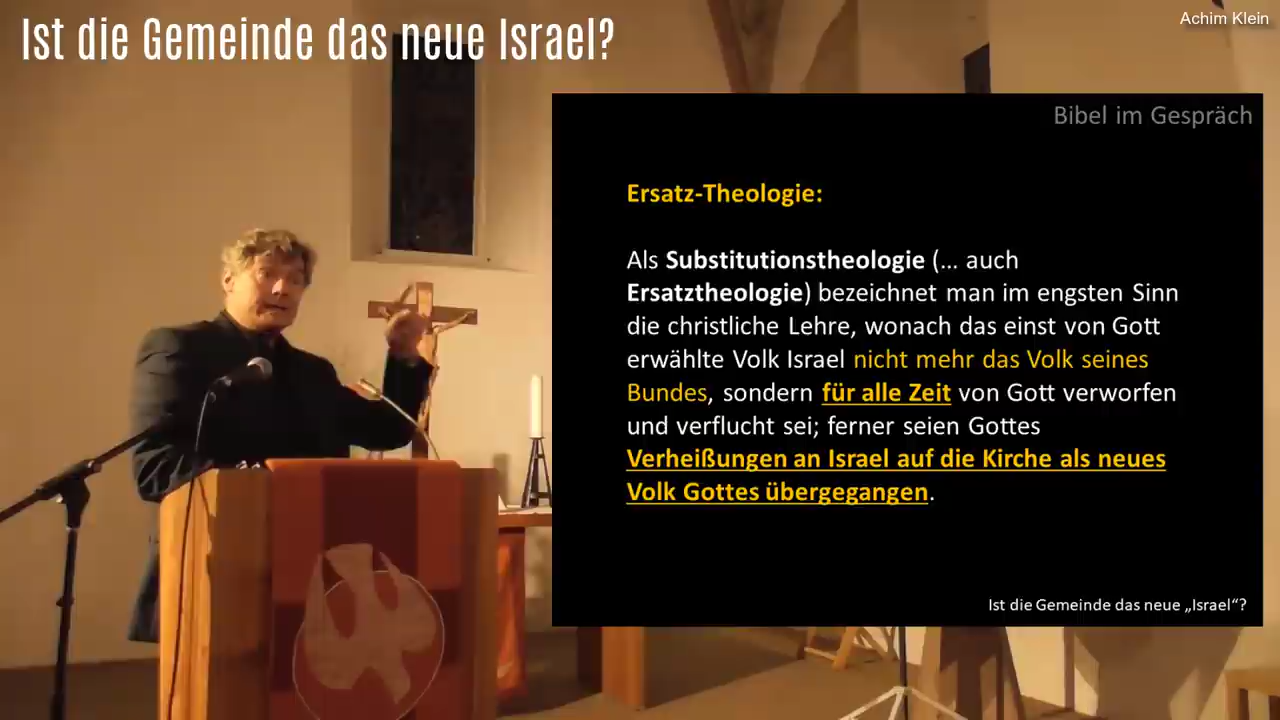 Ist die Gemeinde das neue Israel?
Achim Klein
Bibel im Gespräch
Ersatz-Theologie:
Als Substitutionstheologie (... auch
Ersatztheologie) bezeichnet man im engsten Sinn
die christliche Lehre, wonach das einst von Gott
erwählte Volk Israel nicht mehr das Volk seines
Bundes, sondern für alle Zeit von Gott verworfen
und verflucht sei; ferner seien Gottes
Verheißungen an Israel auf die Kirche als neues
Volk Gottes übergegangen.
Ist die Gemeinde das neue „Israel“?